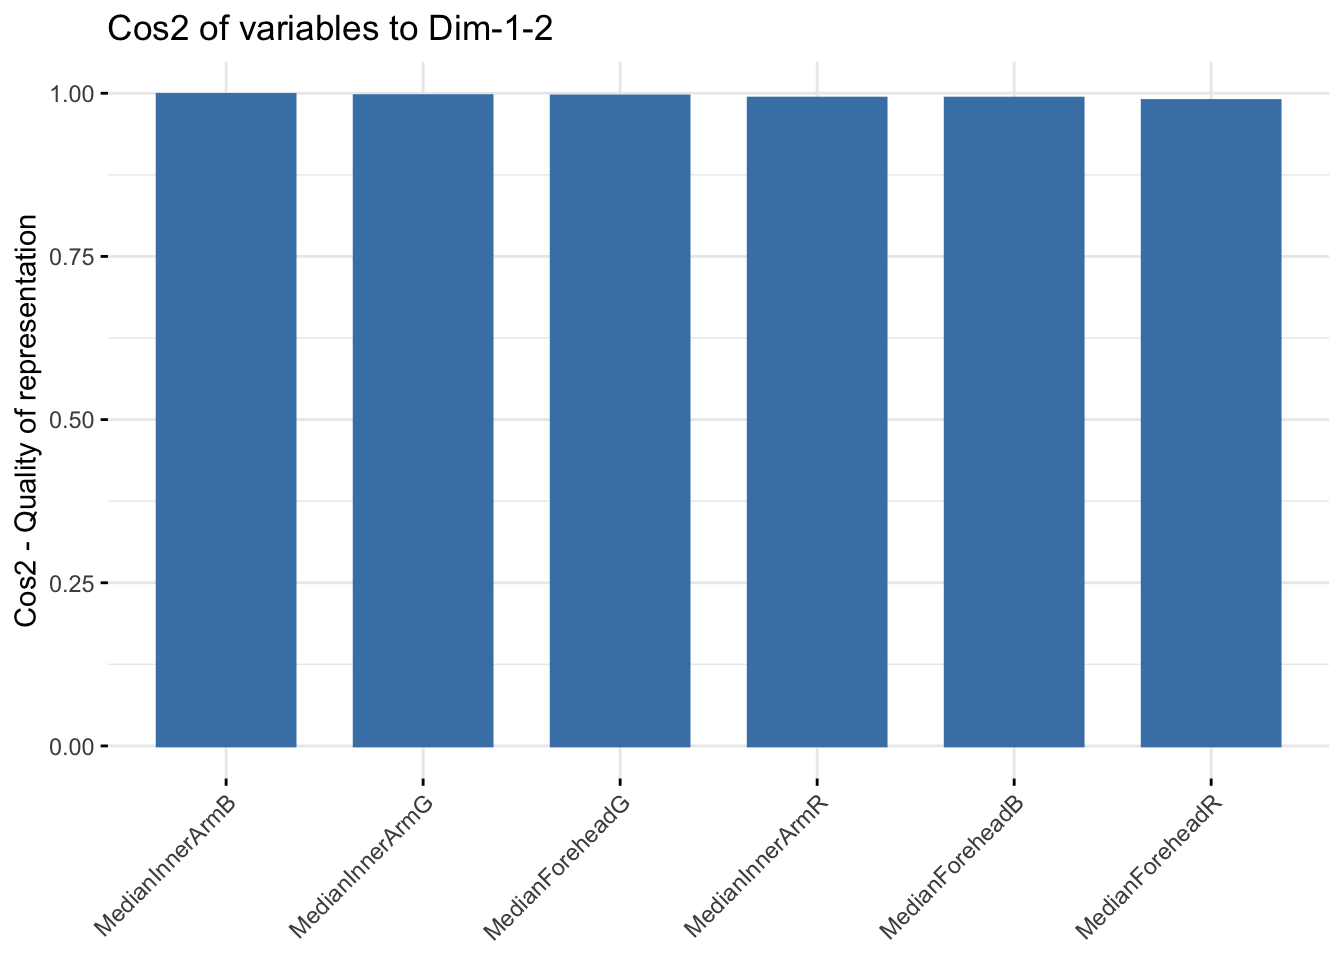 Cos2 of variables to Dim-1-2
Cos2 - Quality of representation
1.00
0.75
0.50
0.25
0.00
MedianInnerArmB
MedianInnerArmG
MedianForeheadG
MedianInnerArmR
MedianForeheadB
MedianForeheadR